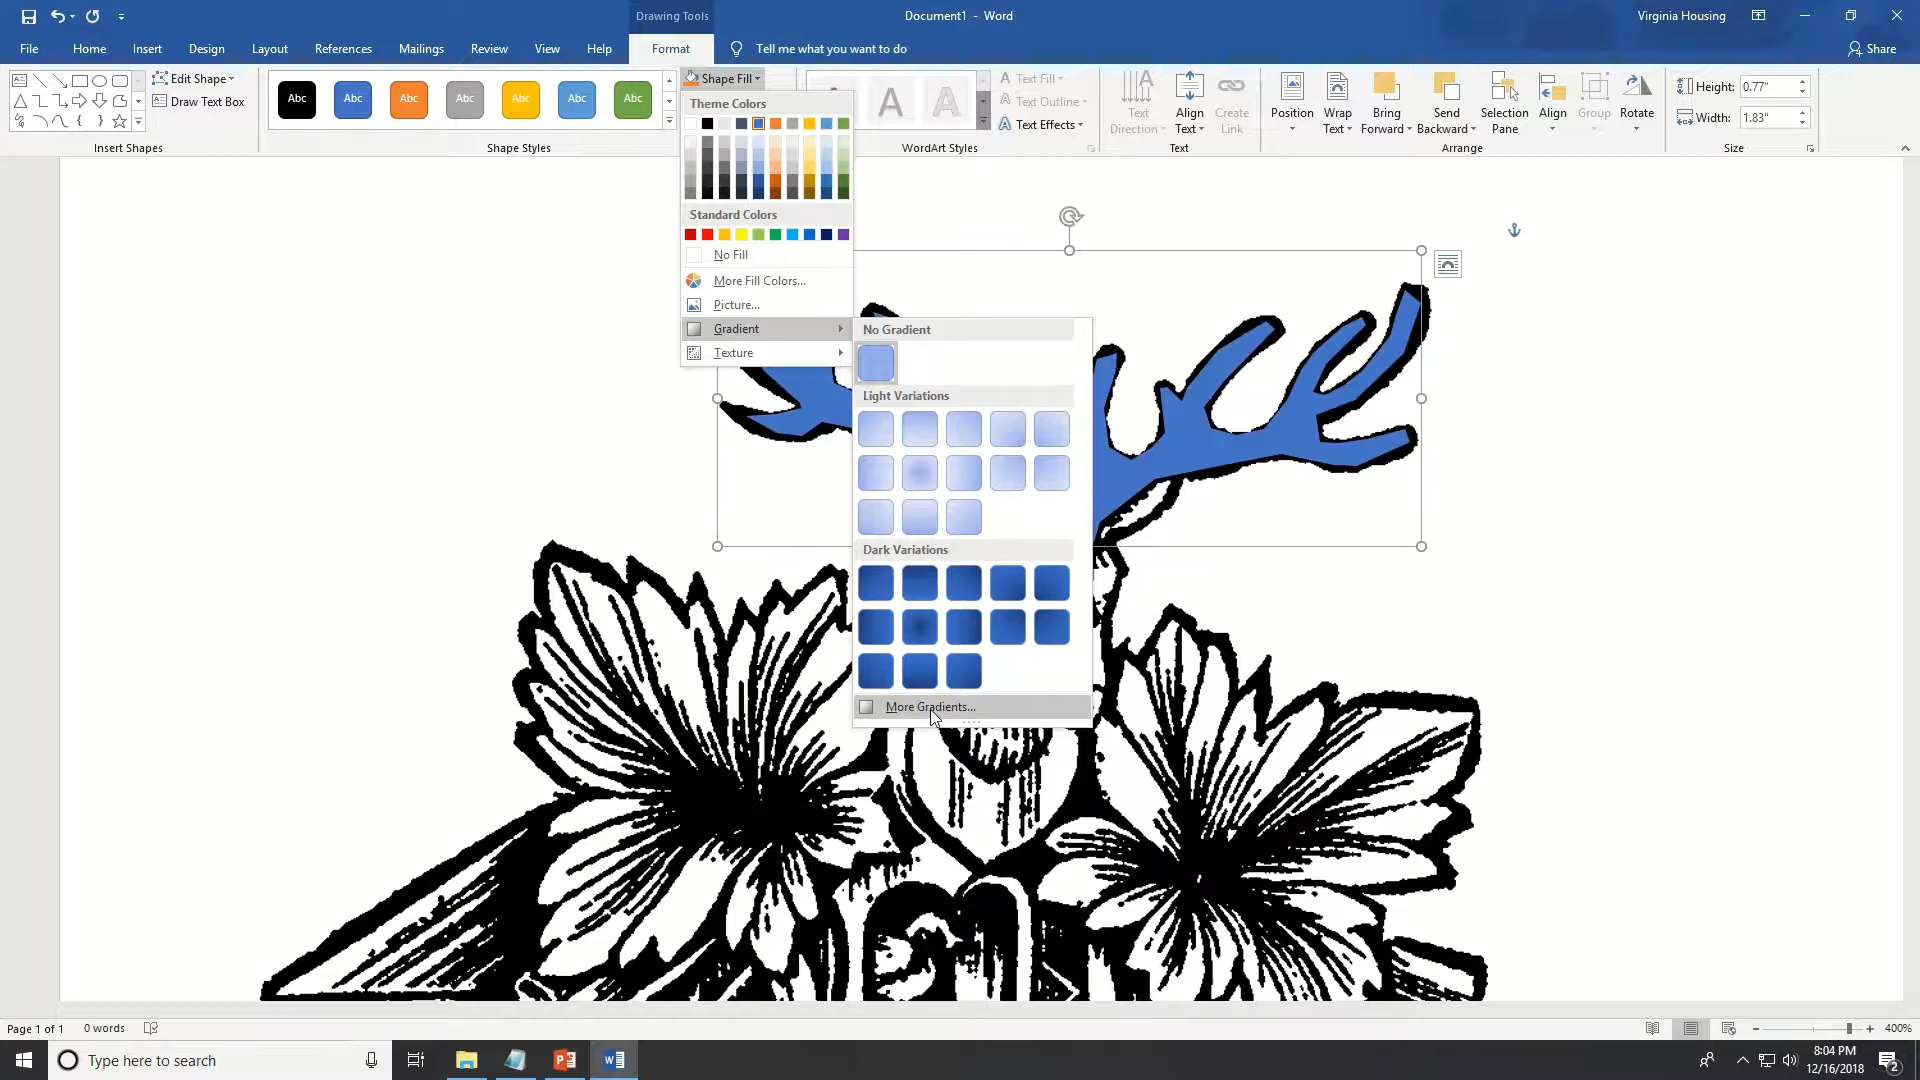 Drawing Tools
Document1 - Word
Virginia Housing
File Home Insert Design Layout References Mailings Review View Help Format Tell me what you want to do Share
Edit Shape
Draw Text Box
Insert Shapes
Abc Abc Abc Abc Abc Abc Abc
Shape Styles
Shape Fill
Theme Colors
Standard Colors
No Fill
More Fill Colors...
Picture...
Gradient
Texture
No Gradient
Light Variations
Dark Variations
More Gradients...
A A
Text Fill
Text Outline
Text Effects
WordArt Styles
Text Direction
Align Text
Create Link
Text
Position
Wrap Text
Bring Forward
Send Backward
Selection Pane
Align
Group
Rotate
Arrange
Height: 0.77"
Width: 1.83"
Size
Page 1 of 1 0 words
400%
Type here to search
8:04 PM
12/16/2018
2